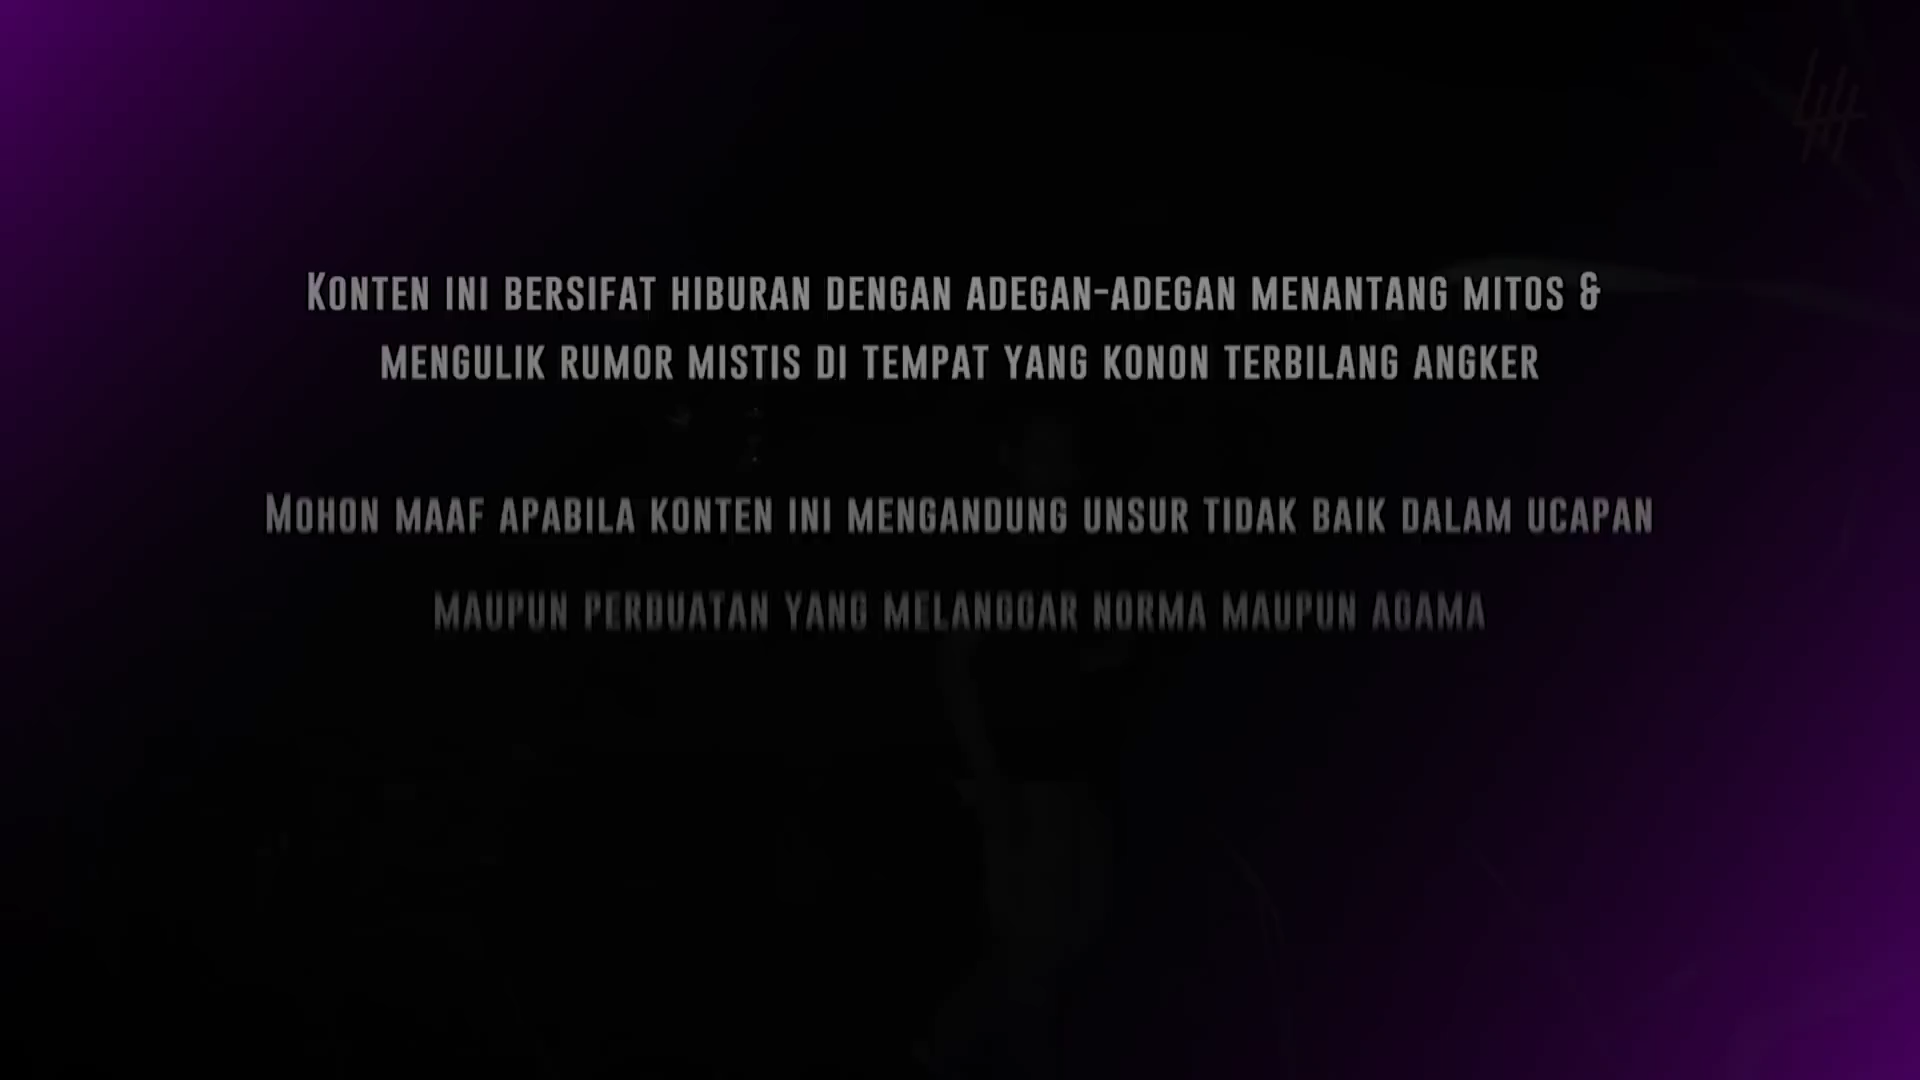 Konten ini bersifat hiburan dengan adegan-adegan menantang mitos &
mengulik rumor mistis di tempat yang konon terbilang angker
Mohon maaf apabila konten ini mengandung unsur tidak baik dalam ucapan
maupun perbuatan yang melanggar norma maupun agama